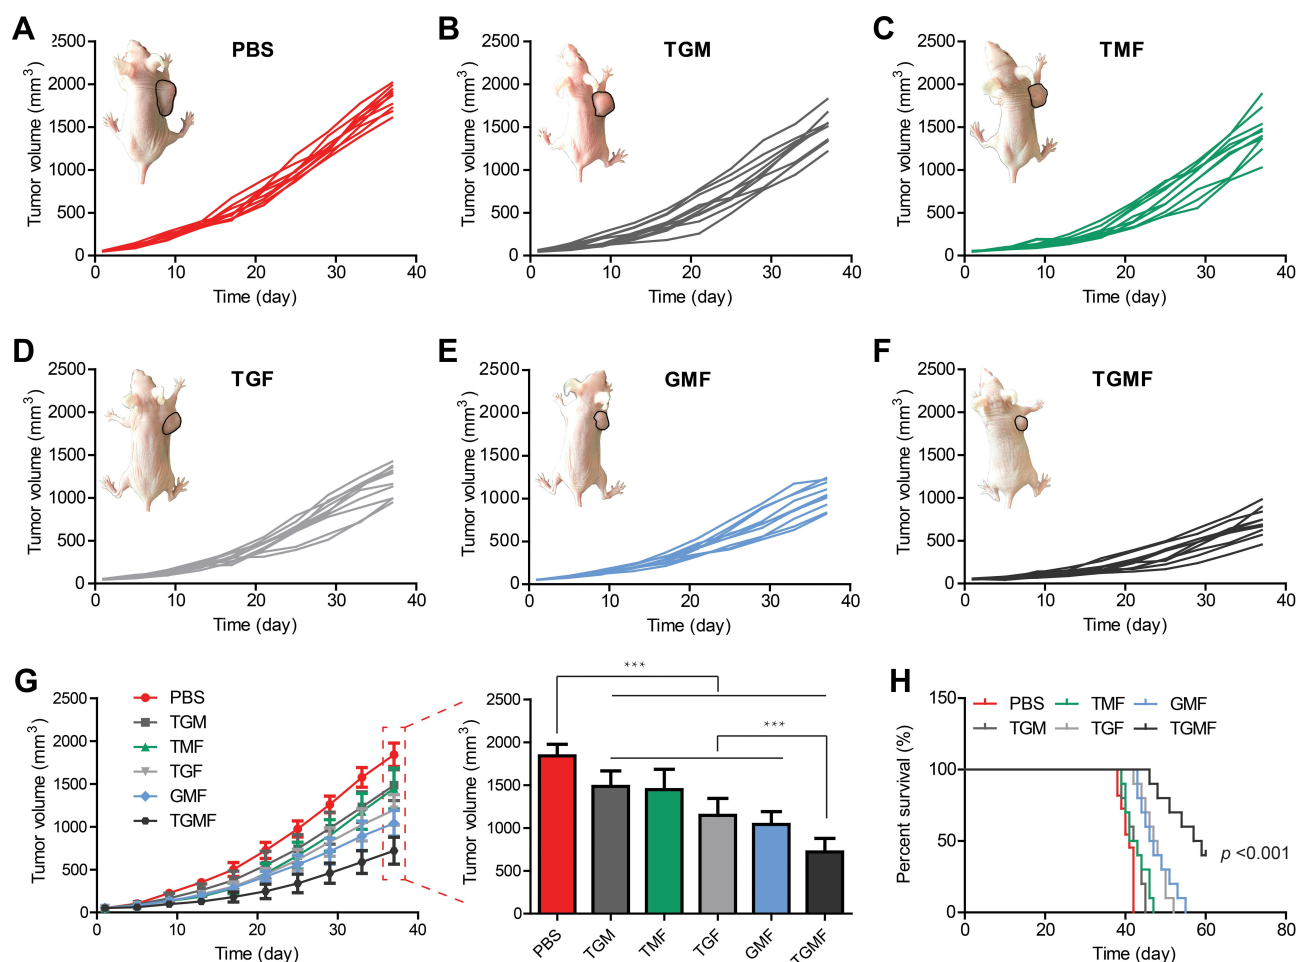 A
PBS
Tumor volume (mm3)
2500
2000
1500
1000
500
0
0 10 20 30 40
Time (day)
B
TGM
Tumor volume (mm3)
2500
2000
1500
1000
500
0
0 10 20 30 40
Time (day)
C
TMF
Tumor volume (mm3)
2500
2000
1500
1000
500
0
0 10 20 30 40
Time (day)
D
TGF
Tumor volume (mm3)
2500
2000
1500
1000
500
0
0 10 20 30 40
Time (day)
E
GMF
Tumor volume (mm3)
2500
2000
1500
1000
500
0
0 10 20 30 40
Time (day)
F
TGMF
Tumor volume (mm3)
2500
2000
1500
1000
500
0
0 10 20 30 40
Time (day)
G
Tumor volume (mm3)
2500
2000
1500
1000
500
0
0 10 20 30 40
Time (day)
PBS
TGM
TMF
TGF
GMF
TGMF
Tumor volume (mm3)
2500
2000
1500
1000
500
0
***
***
PBS TGM TMF TGF GMF TGMF
H
Percent survival (%)
150
100
50
0
0 20 40 60 80
Time (day)
PBS TMF GMF
TGM TGF TGMF
p <0.001